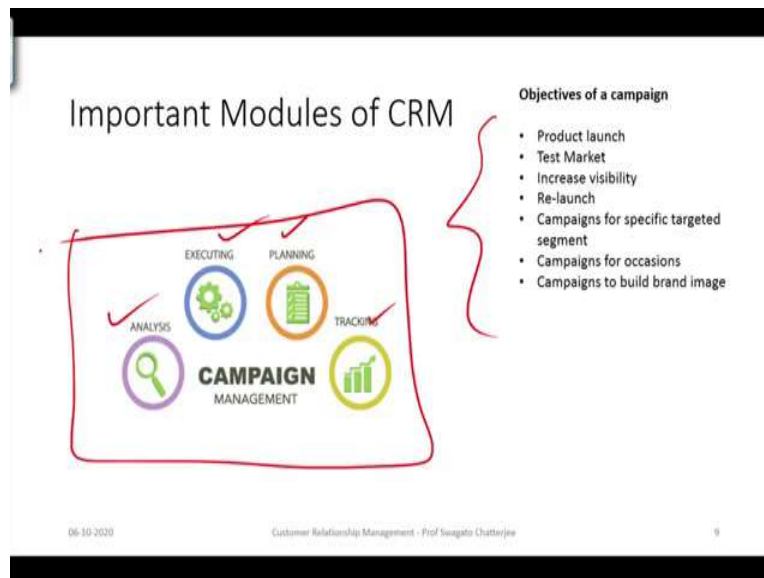 Important Modules of CRM
EXECUTING
PLANNING
ANALYSIS
TRACKING
CAMPAIGN
MANAGEMENT
Objectives of a campaign
• Product launch
• Test Market
• Increase visibility
• Re-launch
• Campaigns for specific targeted
segment
• Campaigns for occasions
• Campaigns to build brand image
06-10-2020
Customer Relationship Management - Prof Swagato Chatterjee
9